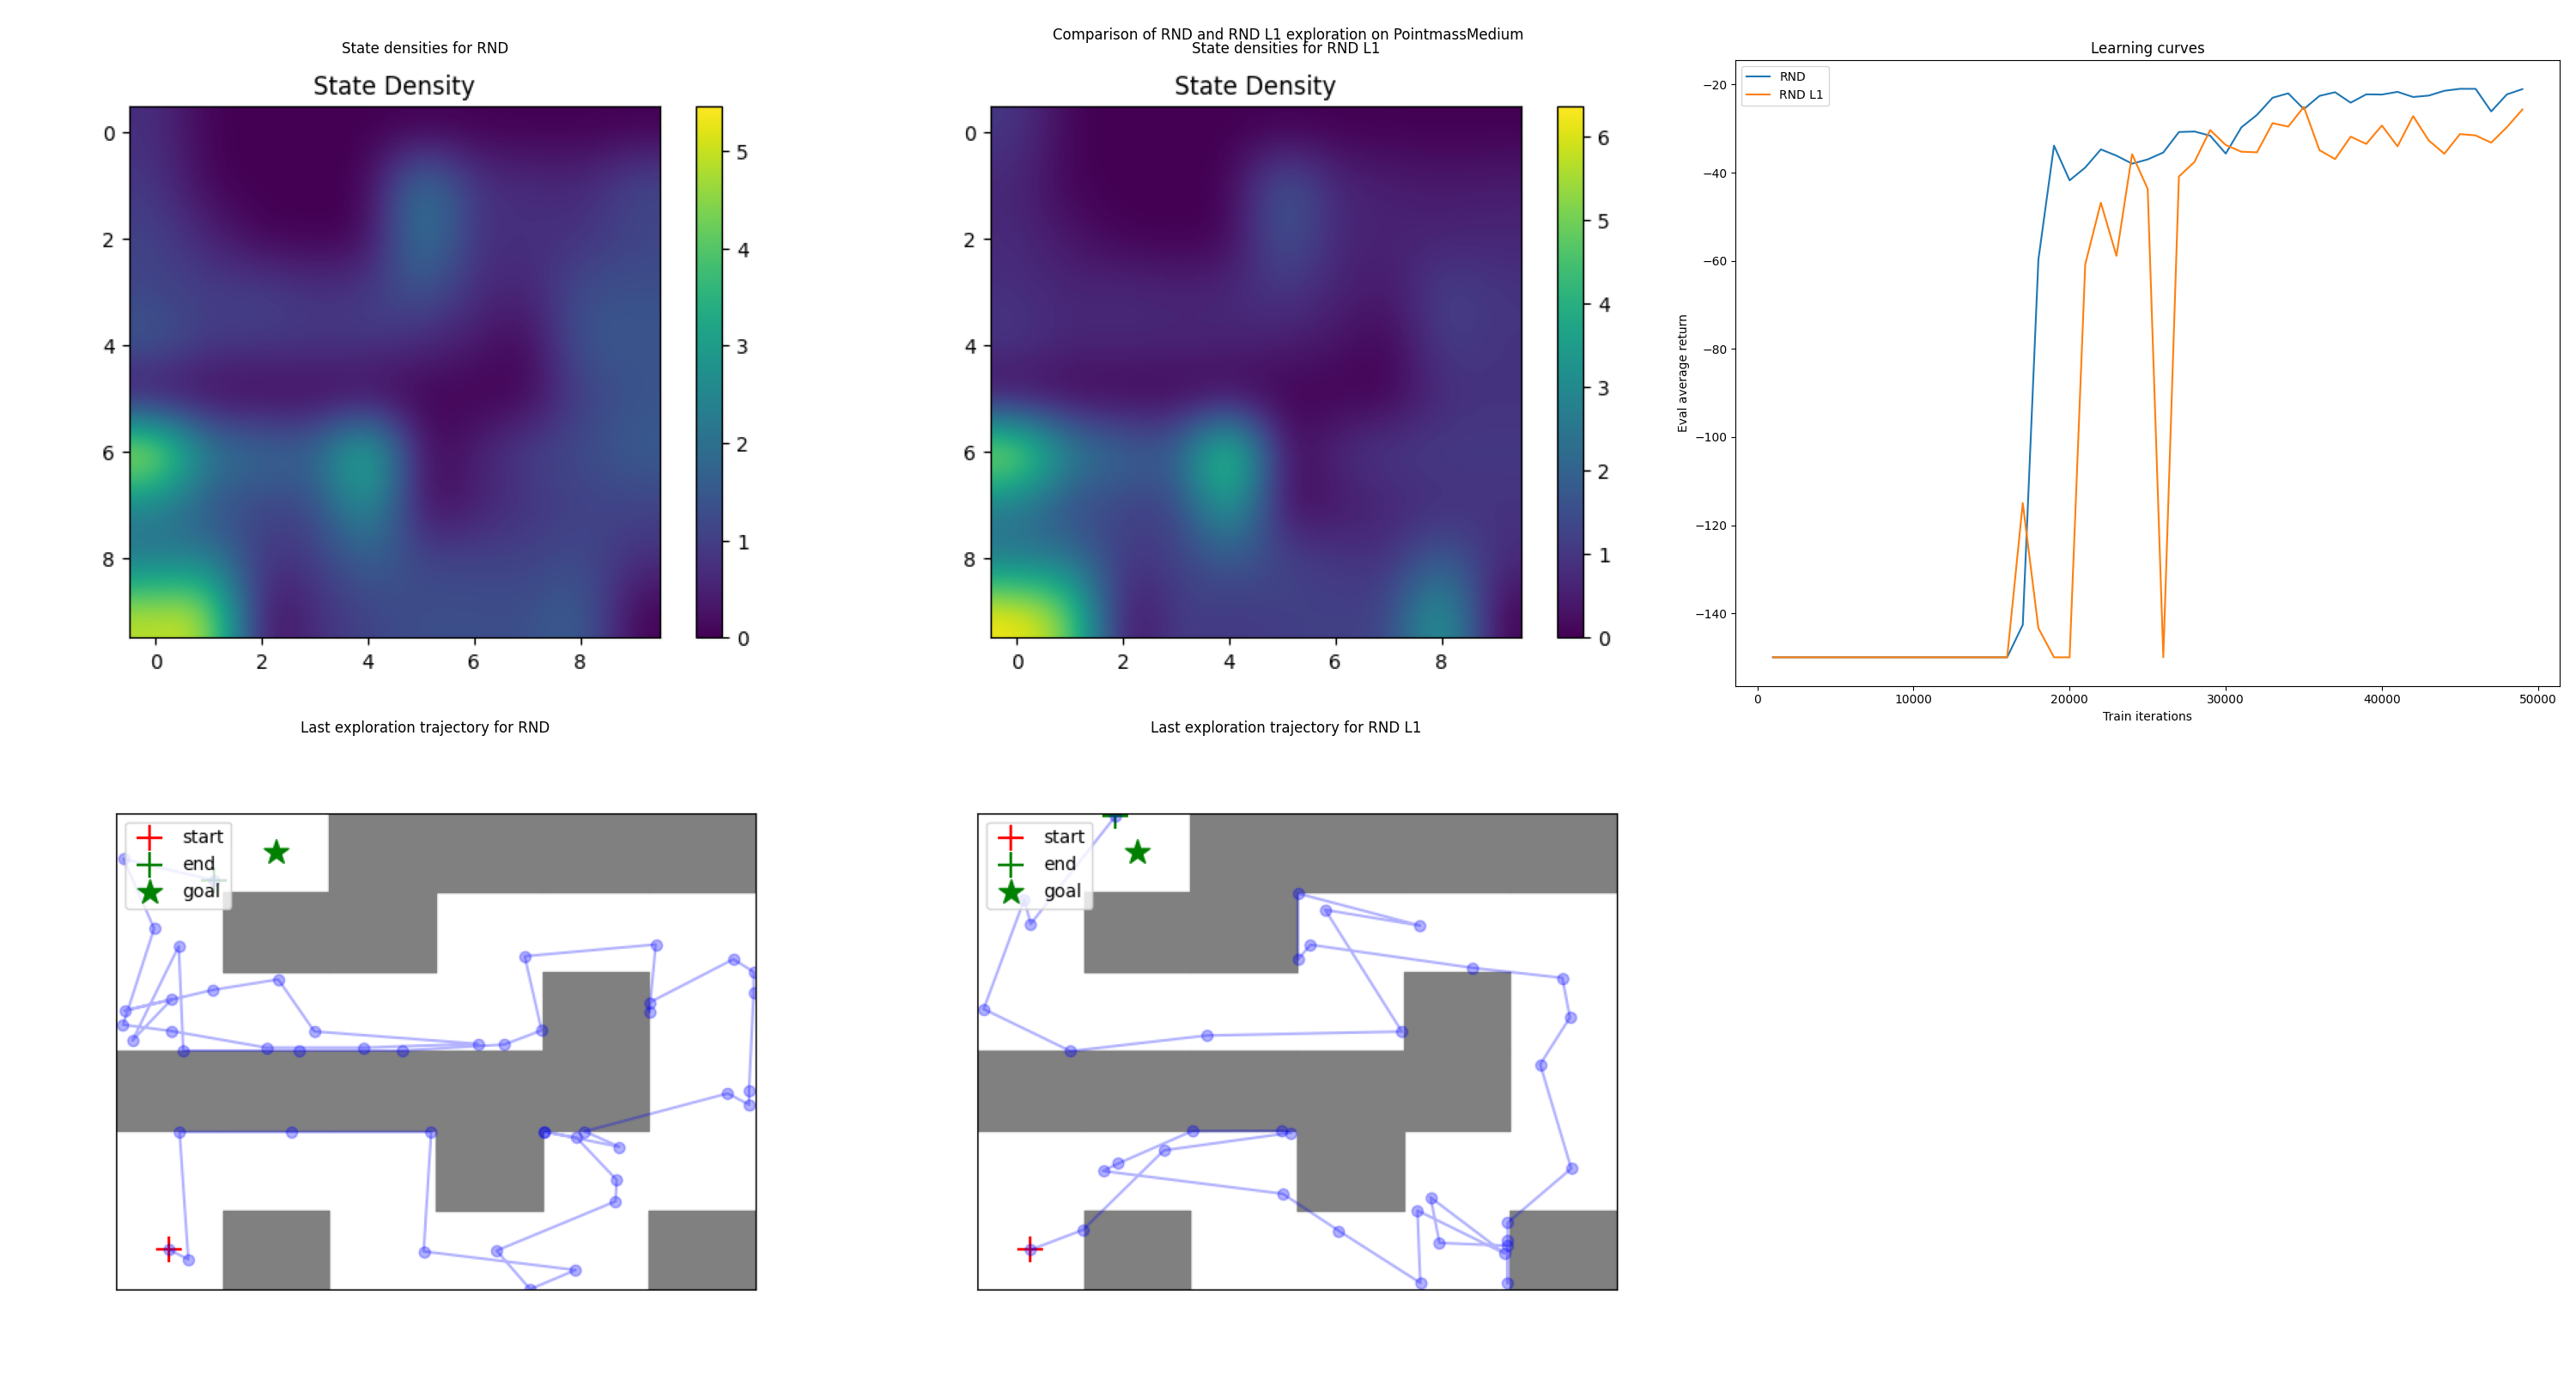 Comparison of RND and RND L1 exploration on PointmassMedium
State densities for RND
State Density
0
2
4
6
8
0
2
4
6
8
5
4
3
2
1
0
State densities for RND L1
State Density
0
2
4
6
8
0
2
4
6
8
6
5
4
3
2
1
0
Learning curves
RND
RND L1
Eval average return
−20
−40
−60
−80
−100
−120
−140
0
10000
20000
30000
40000
50000
Train iterations
Last exploration trajectory for RND
start
end
goal
Last exploration trajectory for RND L1
start
end
goal